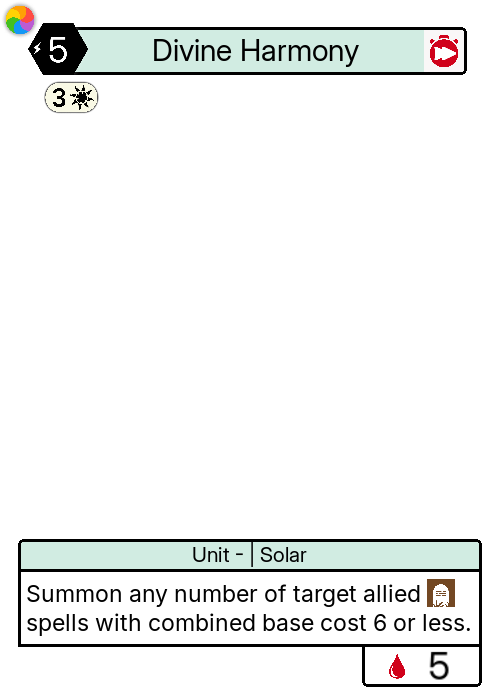 5 Divine Harmony
3
Unit - | Solar
Summon any number of target allied
spells with combined base cost 6 or less.
5